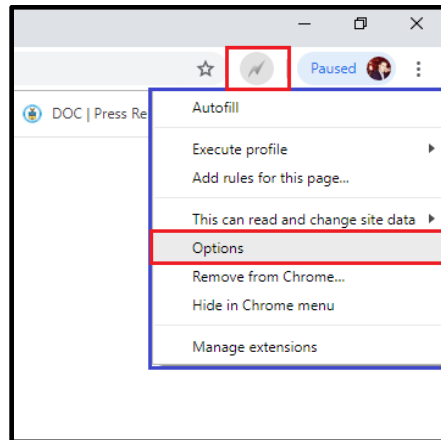 Paused
DOC | Press Re
Autofill
Execute profile
Add rules for this page...
This can read and change site data
Options
Remove from Chrome...
Hide in Chrome menu
Manage extensions